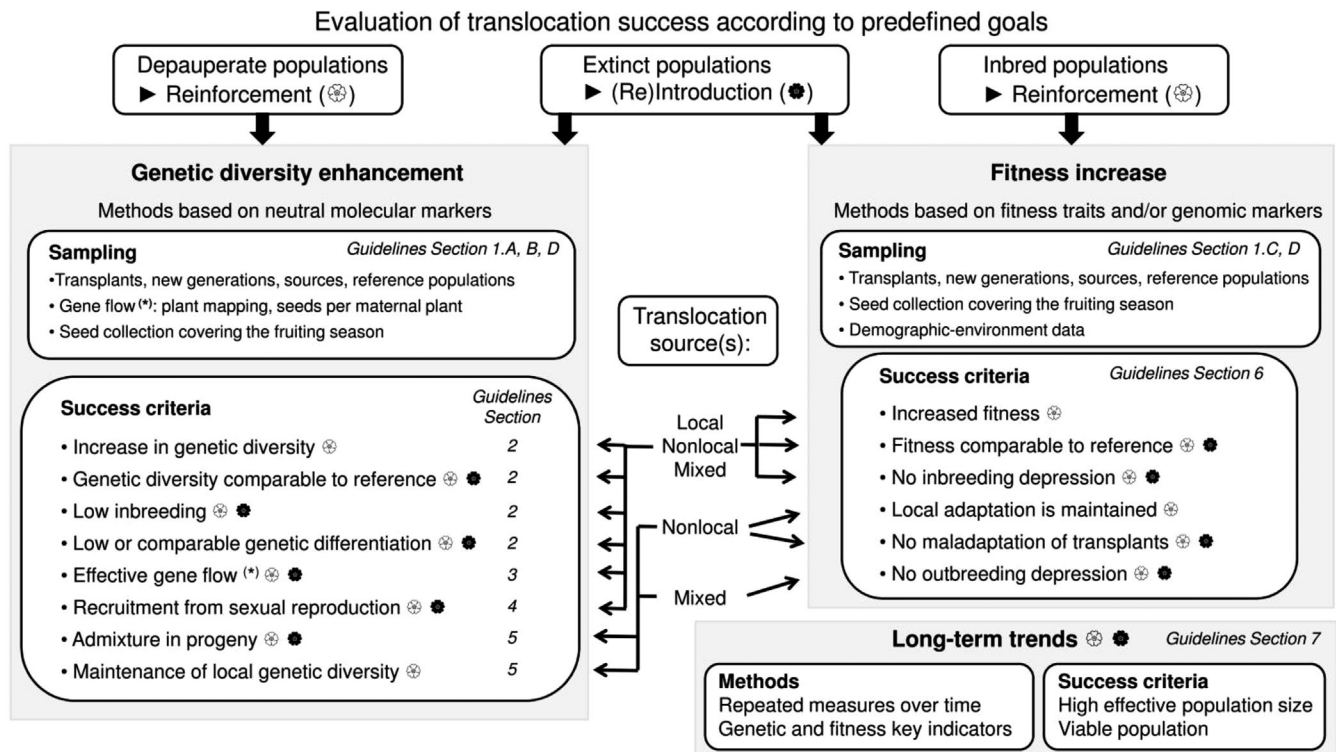 Evaluation of translocation success according to predefined goals
Depauperate populations
► Reinforcement (❀)
Extinct populations
► (Re)Introduction (✿)
Inbred populations
► Reinforcement (❀)
Genetic diversity enhancement
Methods based on neutral molecular markers
Sampling Guidelines Section 1.A, B, D
•Transplants, new generations, sources, reference populations
• Gene flow (*): plant mapping, seeds per maternal plant
• Seed collection covering the fruiting season
Success criteria Guidelines
Section
• Increase in genetic diversity ❀ 2
• Genetic diversity comparable to reference ❀ ✿ 2
• Low inbreeding ❀ ✿ 2
• Low or comparable genetic differentiation ❀ ✿ 2
• Effective gene flow (*) ❀ ✿ 3
• Recruitment from sexual reproduction ❀ ✿ 4
• Admixture in progeny ❀ ✿ 5
• Maintenance of local genetic diversity ❀ 5
Translocation
source(s):
Local
Nonlocal
Mixed
Nonlocal
Mixed
Fitness increase
Methods based on fitness traits and/or genomic markers
Sampling Guidelines Section 1.C, D
• Transplants, new generations, sources, reference populations
• Seed collection covering the fruiting season
• Demographic-environment data
Success criteria Guidelines Section 6
• Increased fitness ❀
• Fitness comparable to reference ❀ ✿
• No inbreeding depression ❀ ✿
• Local adaptation is maintained ❀
• No maladaptation of transplants ❀ ✿
• No outbreeding depression ❀ ✿
Long-term trends ❀ ✿ Guidelines Section 7
Methods
Repeated measures over time
Genetic and fitness key indicators
Success criteria
High effective population size
Viable population